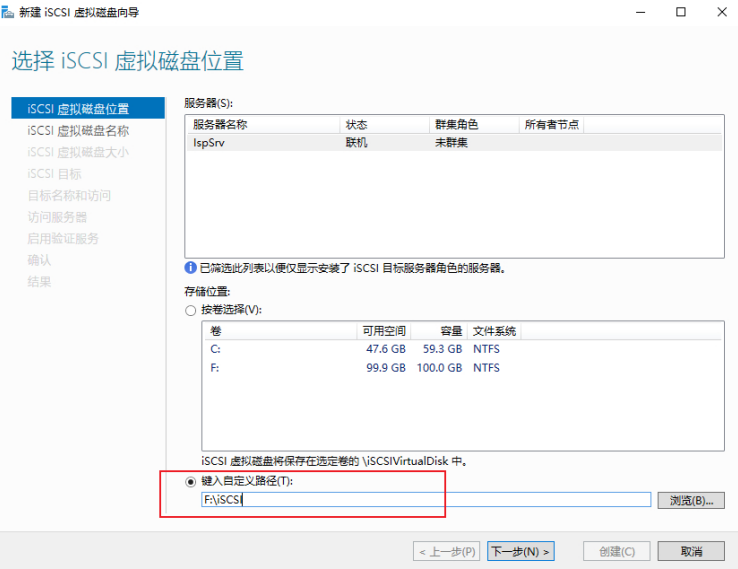 新建 iSCSI 虚拟磁盘向导
选择 iSCSI 虚拟磁盘位置
iSCSI 虚拟磁盘位置
iSCSI 虚拟磁盘名称
iSCSI 虚拟磁盘大小
iSCSI 目标
目标名称和访问
访问服务器
启用验证服务
确认
结果
服务器(S):
服务器名称 状态 群集角色 所有者节点
IspSrv 联机 未群集
已筛选此列表以便仅显示安装了 iSCSI 目标服务器角色的服务器。
存储位置:
按卷选择(V):
卷 可用空间 容量 文件系统
C: 47.6 GB 59.3 GB NTFS
F: 99.9 GB 100.0 GB NTFS
iSCSI 虚拟磁盘将保存在选定卷的 \iSCSIVirtualDisk 中。
键入自定义路径(T):
F:\iSCSI
浏览(B)...
< 上一步(P) 下一步(N) > 创建(C) 取消